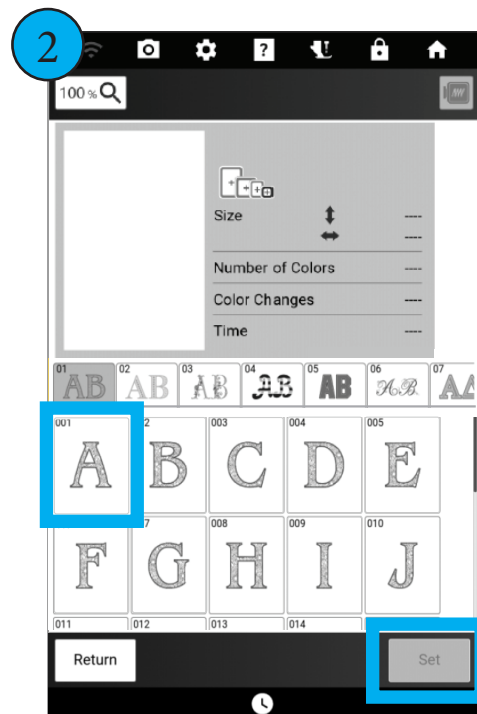 2
?
100 %
Size ----
----
Number of Colors ----
Color Changes ----
Time ----
01 AB 02 AB 03 AB 04 AB 05 AB 06 AB 07
001 2 003 004 005
A B C D E
7 008 009 010
F G H I J
011 012 013 014
Return Set